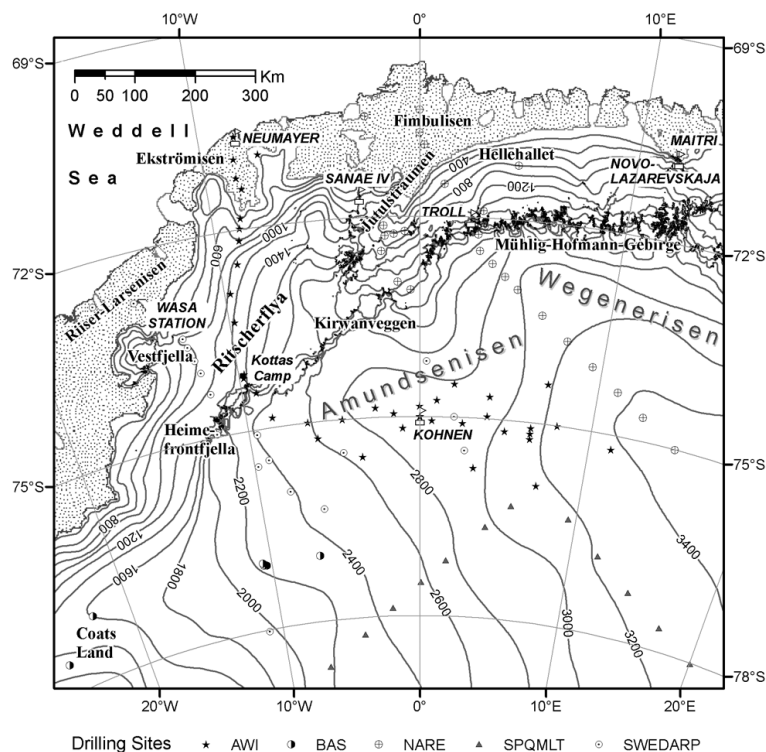 10°W
0°
10°E
69°S
69°S
0 50 100 200 300 Km
Weddell
Sea
NEUMAYER
Ekströmisen
Fimbulisen
Hellehallet
400
800
1200
MAITRI
NOVO-
LAZAREVSKAJA
SANAE IV
Jutulstraumen
TROLL
Mühlig-Hofmann-Gebirge
1000
1400
600
72°S
72°S
Riiser-Larsenisen
WASA
STATION
Vestfjella
Ritscherflya
Kottas
Camp
Kirwanveggen
Wegenerisen
Amundsenisen
Heime-
frontfjella
KOHNEN
75°S
75°S
800
1200
1600
1800
2000
2200
2400
2600
2800
3000
3200
3400
Coats
Land
78°S
20°W
10°W
0°
10°E
20°E
Drilling Sites AWI BAS NARE SPQMLT SWEDARP